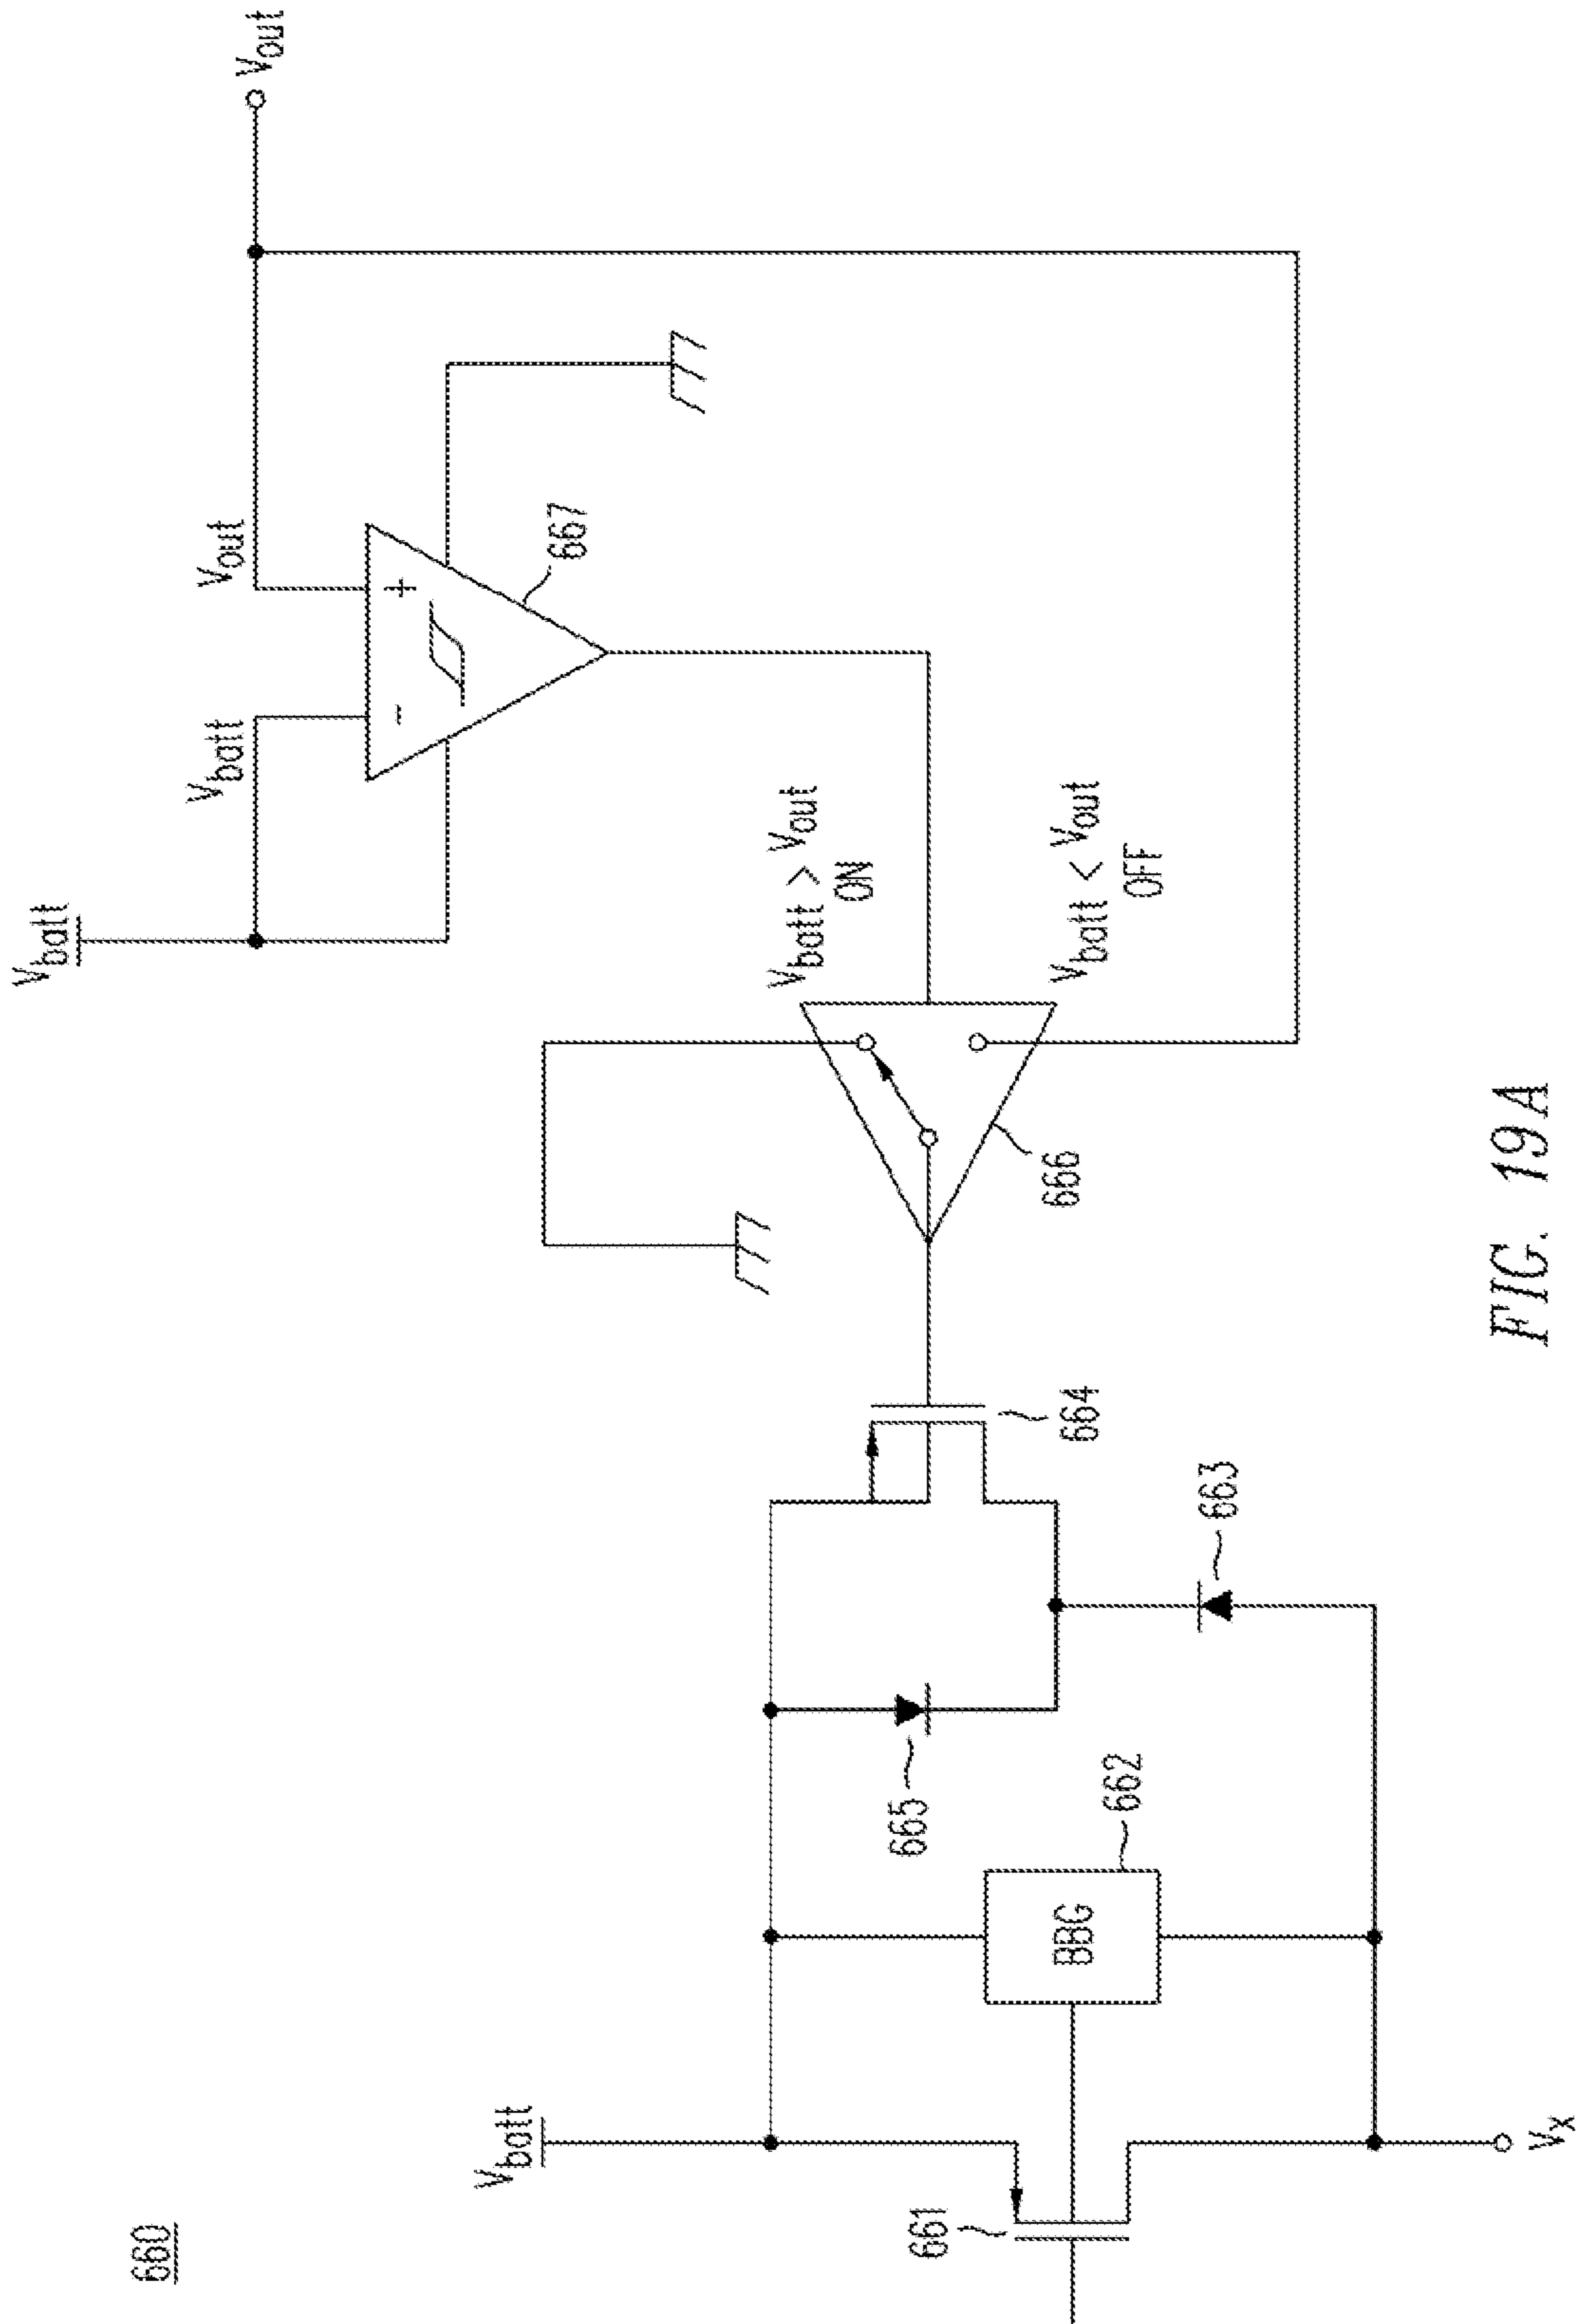 660
Vbatt
Vout
Vbatt
Vout
+
-
667
Vbatt > Vout
ON
Vbatt < Vout
OFF
666
664
663
665
662
BBG
Vbatt
661
Vx
FIG. 19A